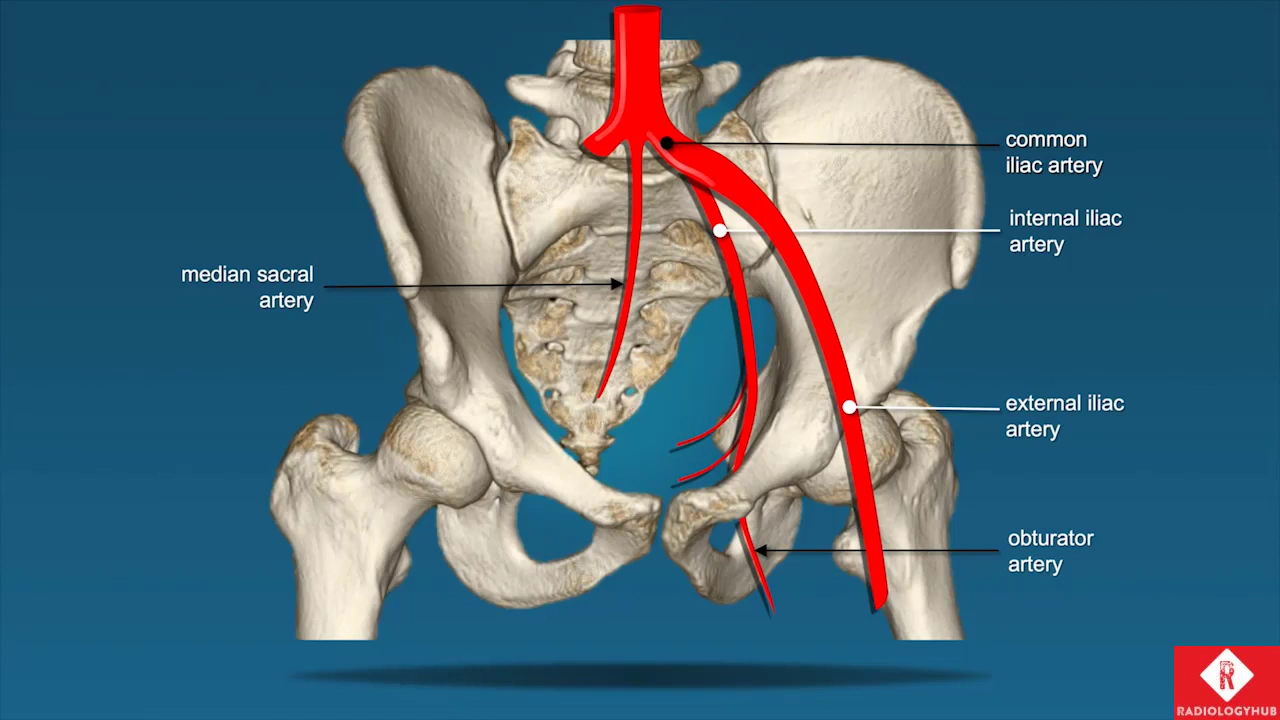 common
iliac artery
internal iliac
artery
median sacral
artery
external iliac
artery
obturator
artery
R
RADIOLOGYHUB